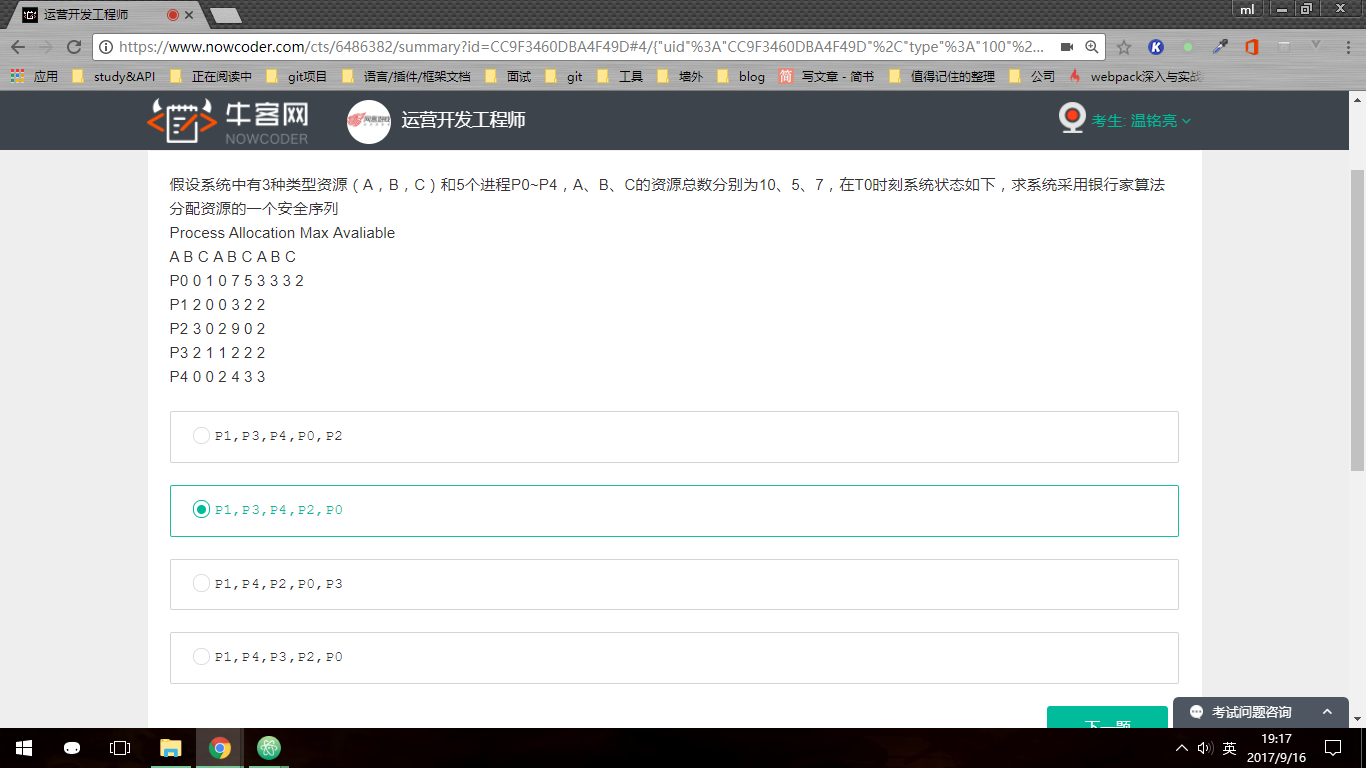 运营开发工程师
ml
https://www.nowcoder.com/cts/6486382/summary?id=CC9F3460DBA4F49D#4/{"uid"%3A"CC9F3460DBA4F49D"%2C"type"%3A"100"%2...
应用 study&API 正在阅读中 git项目 语言/插件/框架文档 面试 git 工具 墙外 blog 简 写文章 - 简书 值得记住的整理 公司 webpack深入与实战
牛客网
NOWCODER
运营开发工程师
考生: 温铭亮
假设系统中有3种类型资源（A，B，C）和5个进程P0~P4，A、B、C的资源总数分别为10、5、7，在T0时刻系统状态如下，求系统采用银行家算法
分配资源的一个安全序列
Process Allocation Max Avaliable
A B C A B C A B C
P0 0 1 0 7 5 3 3 3 2
P1 2 0 0 3 2 2
P2 3 0 2 9 0 2
P3 2 1 1 2 2 2
P4 0 0 2 4 3 3
P1,P3,P4,P0,P2
P1,P3,P4,P2,P0
P1,P4,P2,P0,P3
P1,P4,P3,P2,P0
下一题
考试问题咨询
英
19:17
2017/9/16